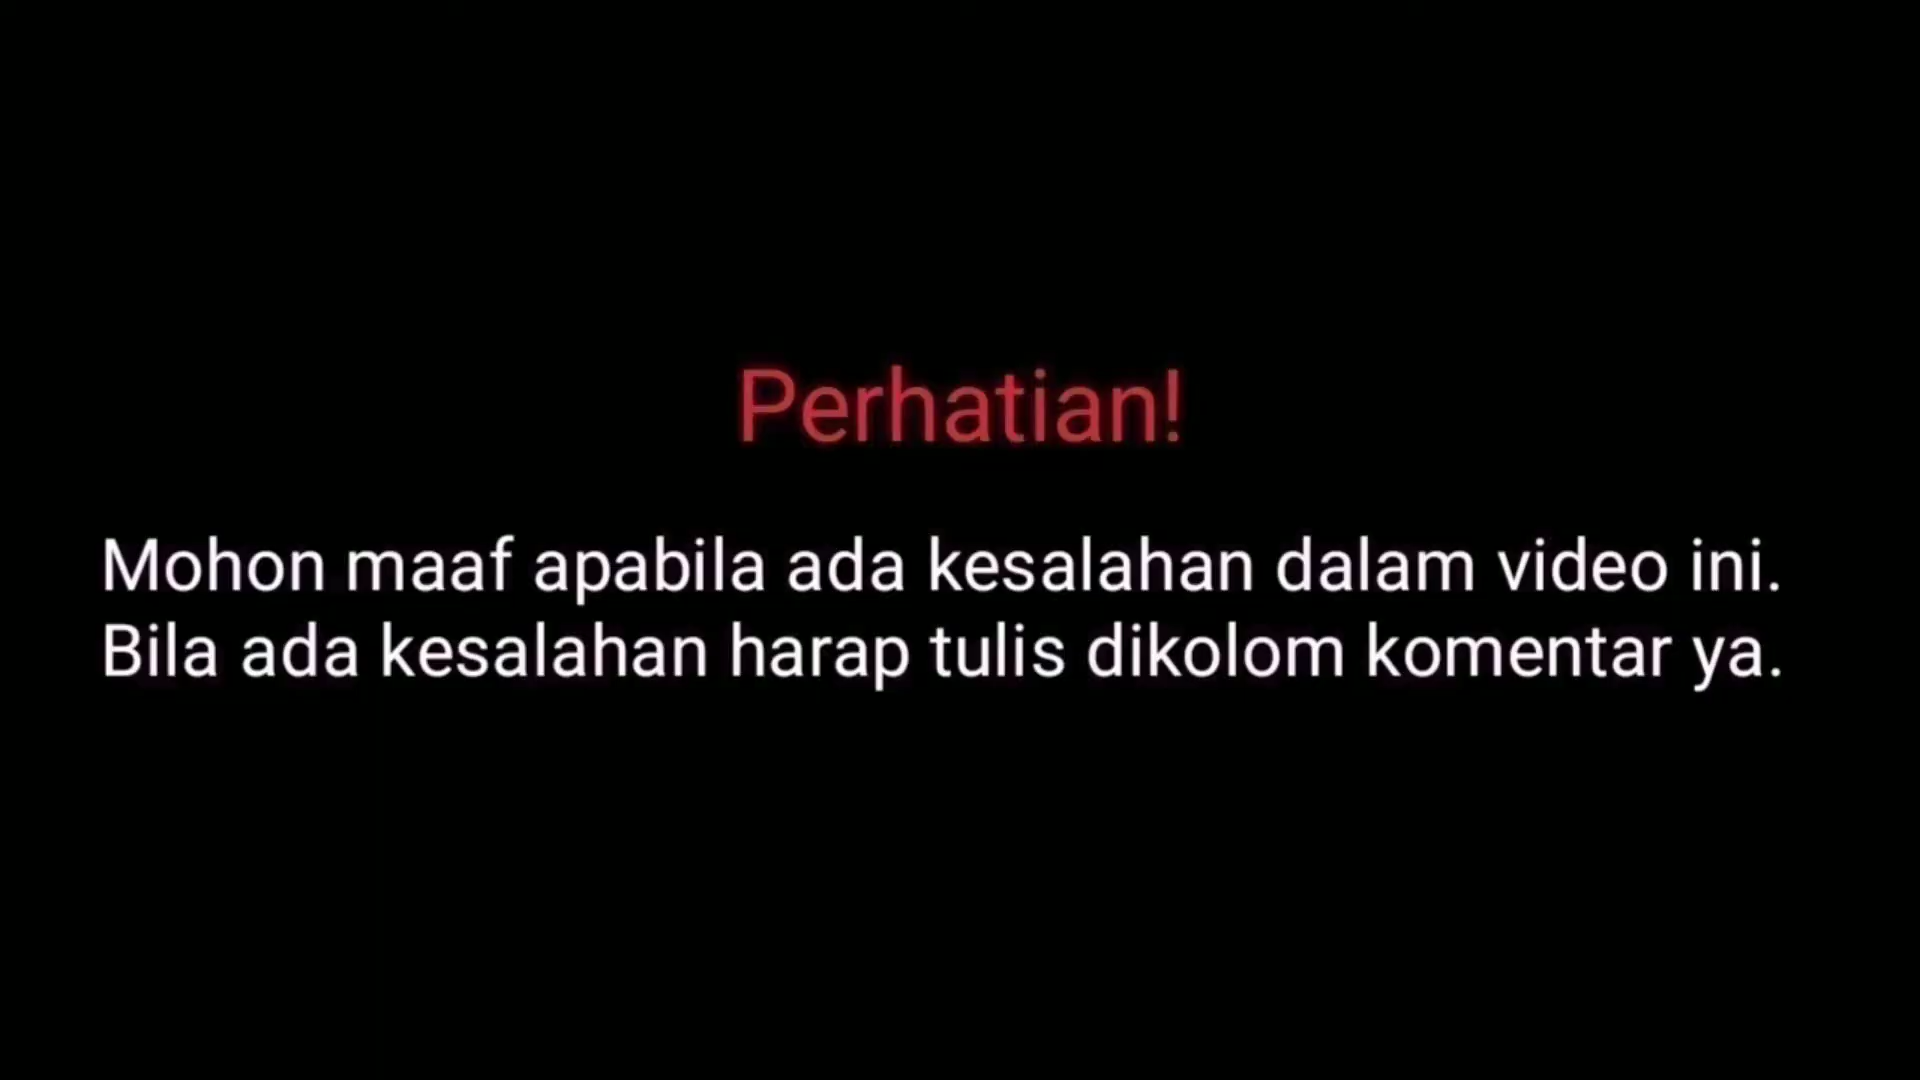 Perhatian!
Mohon maaf apabila ada kesalahan dalam video ini.
Bila ada kesalahan harap tulis dikolom komentar ya.